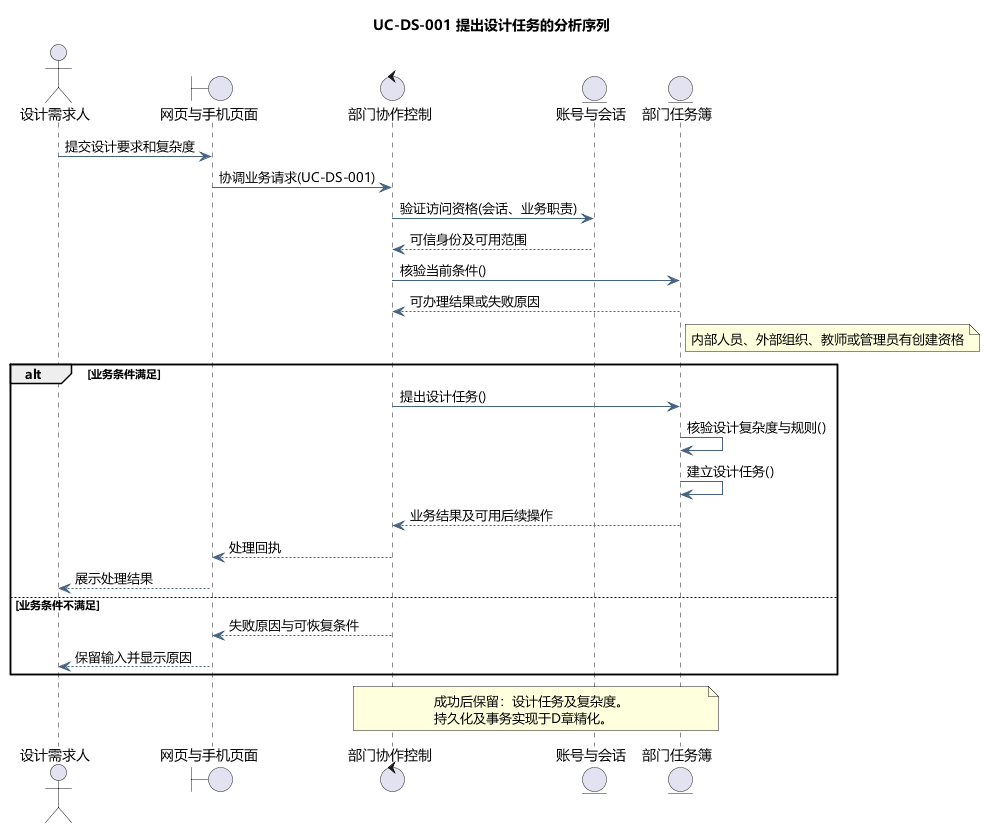 UC-DS-001 提出设计任务的分析序列
设计需求人
网页与手机页面
部门协作控制
账号与会话
部门任务簿
提交设计要求和复杂度
协调业务请求(UC-DS-001)
验证访问资格(会话、业务职责)
可信身份及可用范围
核验当前条件()
可办理结果或失败原因
内部人员、外部组织、教师或管理员有创建资格
alt
[业务条件满足]
提出设计任务()
核验设计复杂度与规则()
建立设计任务()
业务结果及可用后续操作
处理回执
展示处理结果
[业务条件不满足]
失败原因与可恢复条件
保留输入并显示原因
成功后保留：设计任务及复杂度。
持久化及事务实现于D章精化。
设计需求人
网页与手机页面
部门协作控制
账号与会话
部门任务簿